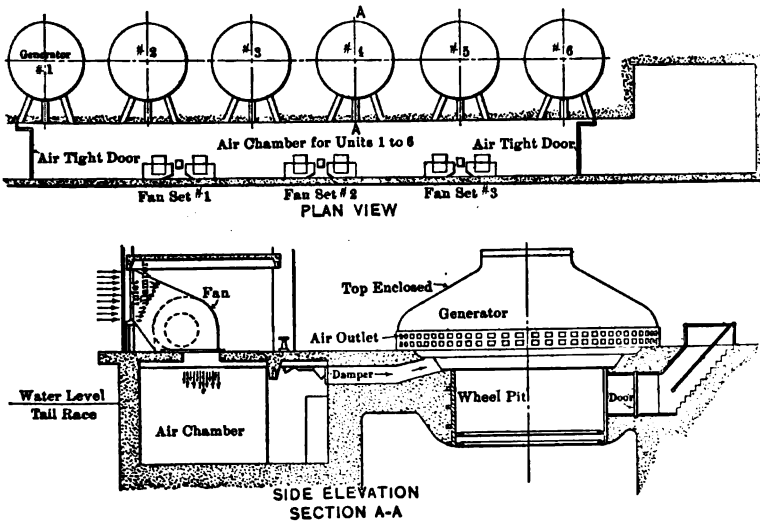 A
Generator
#1
#2
#3
#4
#5
#6
A
Air Chamber for Units 1 to 6
Air Tight Door
Air Tight Door
Fan Set #1
Fan Set #2
Fan Set #3
PLAN VIEW
Inlet
Damper
Fan
Top Enclosed
Generator
Air Outlet
Damper
Water Level
Tail Race
Wheel Pit
Door
Air Chamber
SIDE ELEVATION
SECTION A-A